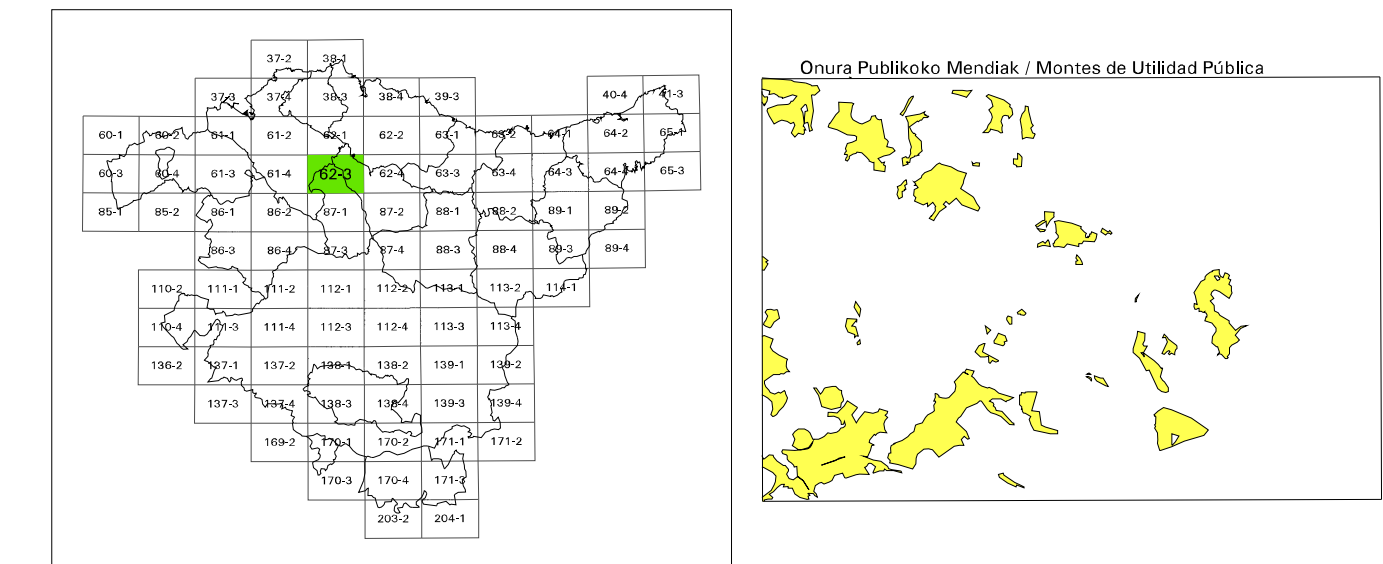 37-2 38-1
37-3 37-4 38-3 38-4 39-3 40-4 41-3
60-1 60-2 61-1 61-2 62-1 62-2 63-1 63-2 64-1 64-2 65-1
60-3 60-4 61-3 61-4 62-3 62-4 63-3 63-4 64-3 64-4 65-3
85-1 85-2 86-1 86-2 87-1 87-2 88-1 88-2 89-1 89-2
86-3 86-4 87-3 87-4 88-3 88-4 89-3 89-4
110-2 111-1 111-2 112-1 112-2 113-1 113-2 114-1
110-4 111-3 111-4 112-3 112-4 113-3 113-4
136-2 137-1 137-2 138-1 138-2 139-1 139-2
137-3 137-4 138-3 138-4 139-3 139-4
169-2 170-1 170-2 171-1 171-2
170-3 170-4 171-3
203-2 204-1
Onura Publikoko Mendiak / Montes de Utilidad Pública